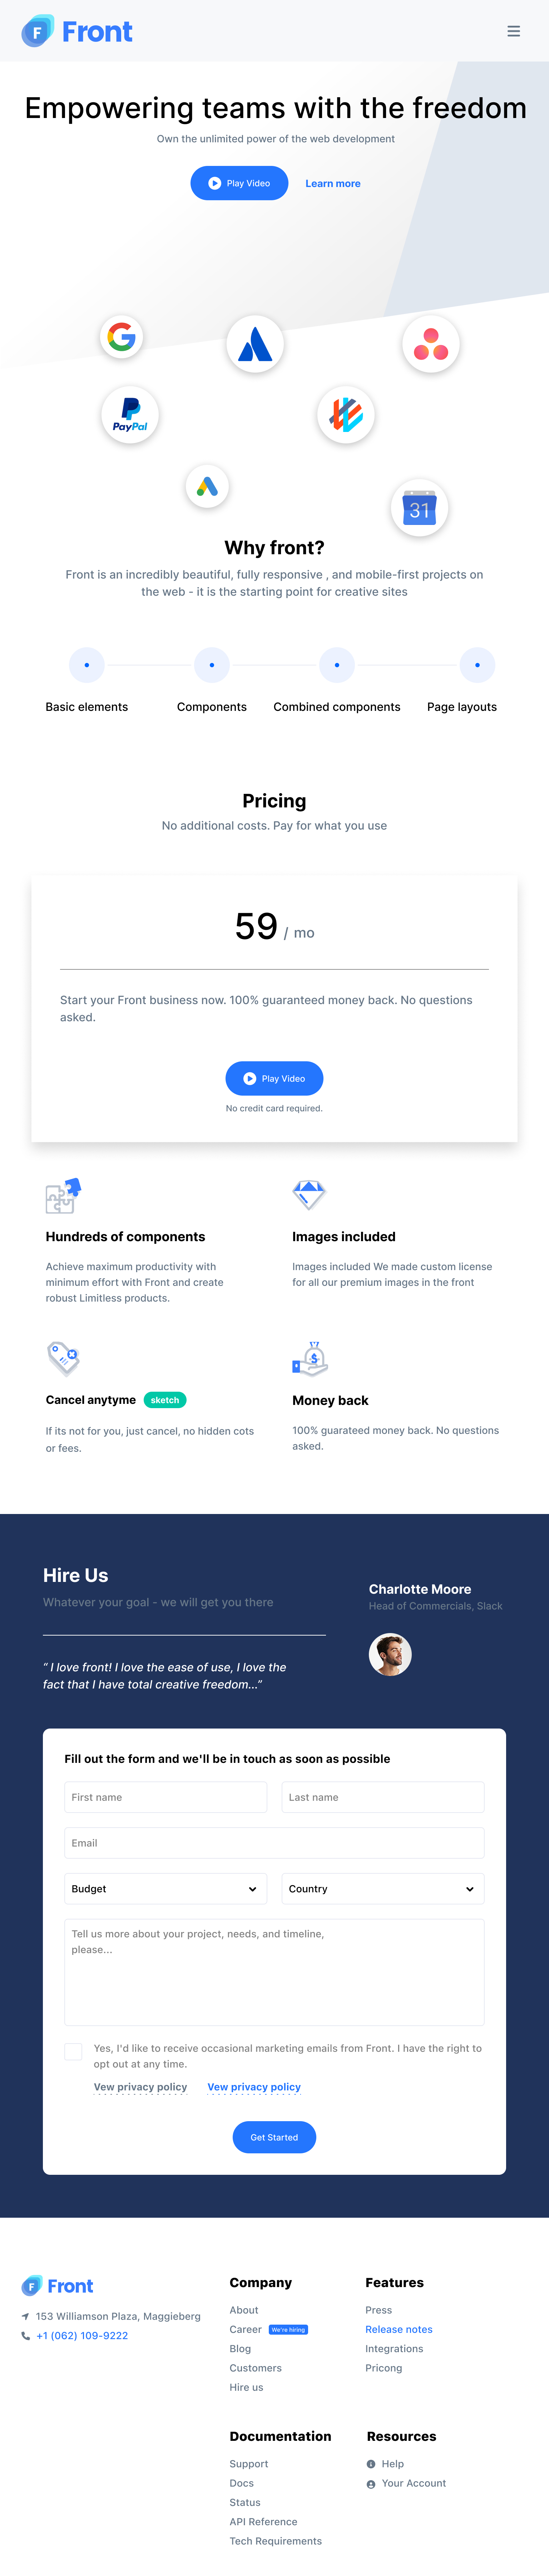 F Front
Empowering teams with the freedom
Own the unlimited power of the web development
Play Video
Learn more
PayPal
31
Why front?
Front is an incredibly beautiful, fully responsive , and mobile-first projects on
the web - it is the starting point for creative sites
Basic elements
Components
Combined components
Page layouts
Pricing
No additional costs. Pay for what you use
59 / mo
Start your Front business now. 100% guaranteed money back. No questions
asked.
Play Video
No credit card required.
Hundreds of components
Achieve maximum productivity with
minimum effort with Front and create
robust Limitless products.
Images included
Images included We made custom license
for all our premium images in the front
Cancel anytyme sketch
If its not for you, just cancel, no hidden cots
or fees.
$
Money back
100% guarateed money back. No questions
asked.
Hire Us
Whatever your goal - we will get you there
“ I love front! I love the ease of use, I love the
fact that I have total creative freedom...”
Charlotte Moore
Head of Commercials, Slack
Fill out the form and we'll be in touch as soon as possible
First name
Last name
Email
Budget
Country
Tell us more about your project, needs, and timeline,
please...
Yes, I'd like to receive occasional marketing emails from Front. I have the right to
opt out at any time.
Vew privacy policy
Vew privacy policy
Get Started
F Front
153 Williamson Plaza, Maggieberg
+1 (062) 109-9222
Company
About
Career We're hiring
Blog
Customers
Hire us
Features
Press
Release notes
Integrations
Pricong
Documentation
Support
Docs
Status
API Reference
Tech Requirements
Resources
Help
Your Account